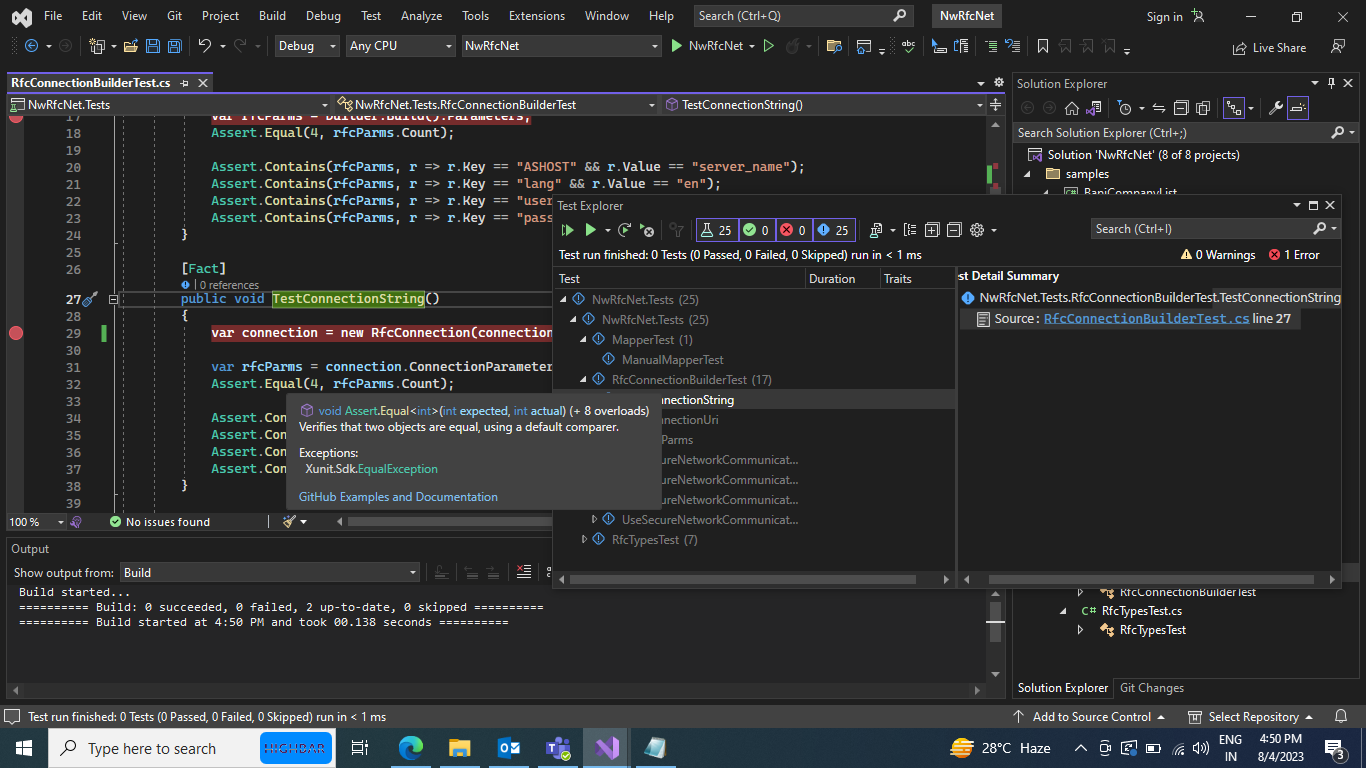 File Edit View Git Project Build Debug Test Analyze Tools Extensions Window Help Search (Ctrl+Q) NwRfcNet Sign in
Debug Any CPU NwRfcNet NwRfcNet Live Share
RfcConnectionBuilderTest.cs
NwRfcNet.Tests NwRfcNet.Tests.RfcConnectionBuilderTest TestConnectionString()
17 var rfcParms = builder.Build().Parameters;
18 Assert.Equal(4, rfcParms.Count);
19
20 Assert.Contains(rfcParms, r => r.Key == "ASHOST" && r.Value == "server_name");
21 Assert.Contains(rfcParms, r => r.Key == "lang" && r.Value == "en");
22 Assert.Contains(rfcParms, r => r.Key == "user
23 Assert.Contains(rfcParms, r => r.Key == "pass
24 }
25
26 [Fact]
0 references
27 public void TestConnectionString()
28 {
29 var connection = new RfcConnection(connection
30
31 var rfcParms = connection.ConnectionParameter
32 Assert.Equal(4, rfcParms.Count);
33
34 Assert.Con
35 Assert.Con
36 Assert.Con
37 Assert.Con
38 }
39
void Assert.Equal<int>(int expected, int actual) (+ 8 overloads)
Verifies that two objects are equal, using a default comparer.
Exceptions:
Xunit.Sdk.EqualException
GitHub Examples and Documentation
100 % No issues found
Output
Show output from: Build
Build started...
========== Build: 0 succeeded, 0 failed, 2 up-to-date, 0 skipped ==========
========== Build started at 4:50 PM and took 00.138 seconds ==========
Solution Explorer
Search Solution Explorer (Ctrl+;)
Solution 'NwRfcNet' (8 of 8 projects)
samples
BapiCompanyList
Test Explorer
25 0 0 25 Search (Ctrl+I)
Test run finished: 0 Tests (0 Passed, 0 Failed, 0 Skipped) run in < 1 ms 0 Warnings 1 Error
Test Duration Traits
NwRfcNet.Tests (25)
NwRfcNet.Tests (25)
MapperTest (1)
ManualMapperTest
RfcConnectionBuilderTest (17)
nnectionString
nnectionUri
Parms
ureNetworkCommunicat...
ureNetworkCommunicat...
ureNetworkCommunicat...
UseSecureNetworkCommunicat...
RfcTypesTest (7)
st Detail Summary
NwRfcNet.Tests.RfcConnectionBuilderTest.TestConnectionString
Source: RfcConnectionBuilderTest.cs line 27
RfcConnectionBuilderTest
C# RfcTypesTest.cs
RfcTypesTest
Solution Explorer Git Changes
Test run finished: 0 Tests (0 Passed, 0 Failed, 0 Skipped) run in < 1 ms Add to Source Control Select Repository
Type here to search HIGHBAR 28°C Haze ENG IN 4:50 PM 8/4/2023 3